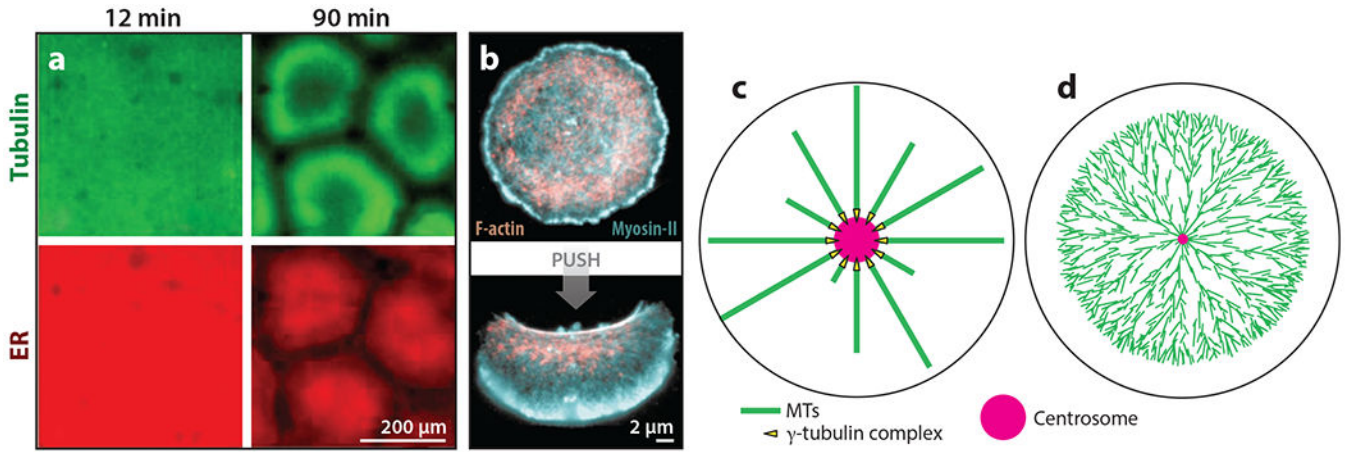 12 min 90 min
a
Tubulin
ER
200 µm
b
F-actin Myosin-II
PUSH
2 µm
c
d
MTs
γ-tubulin complex
Centrosome